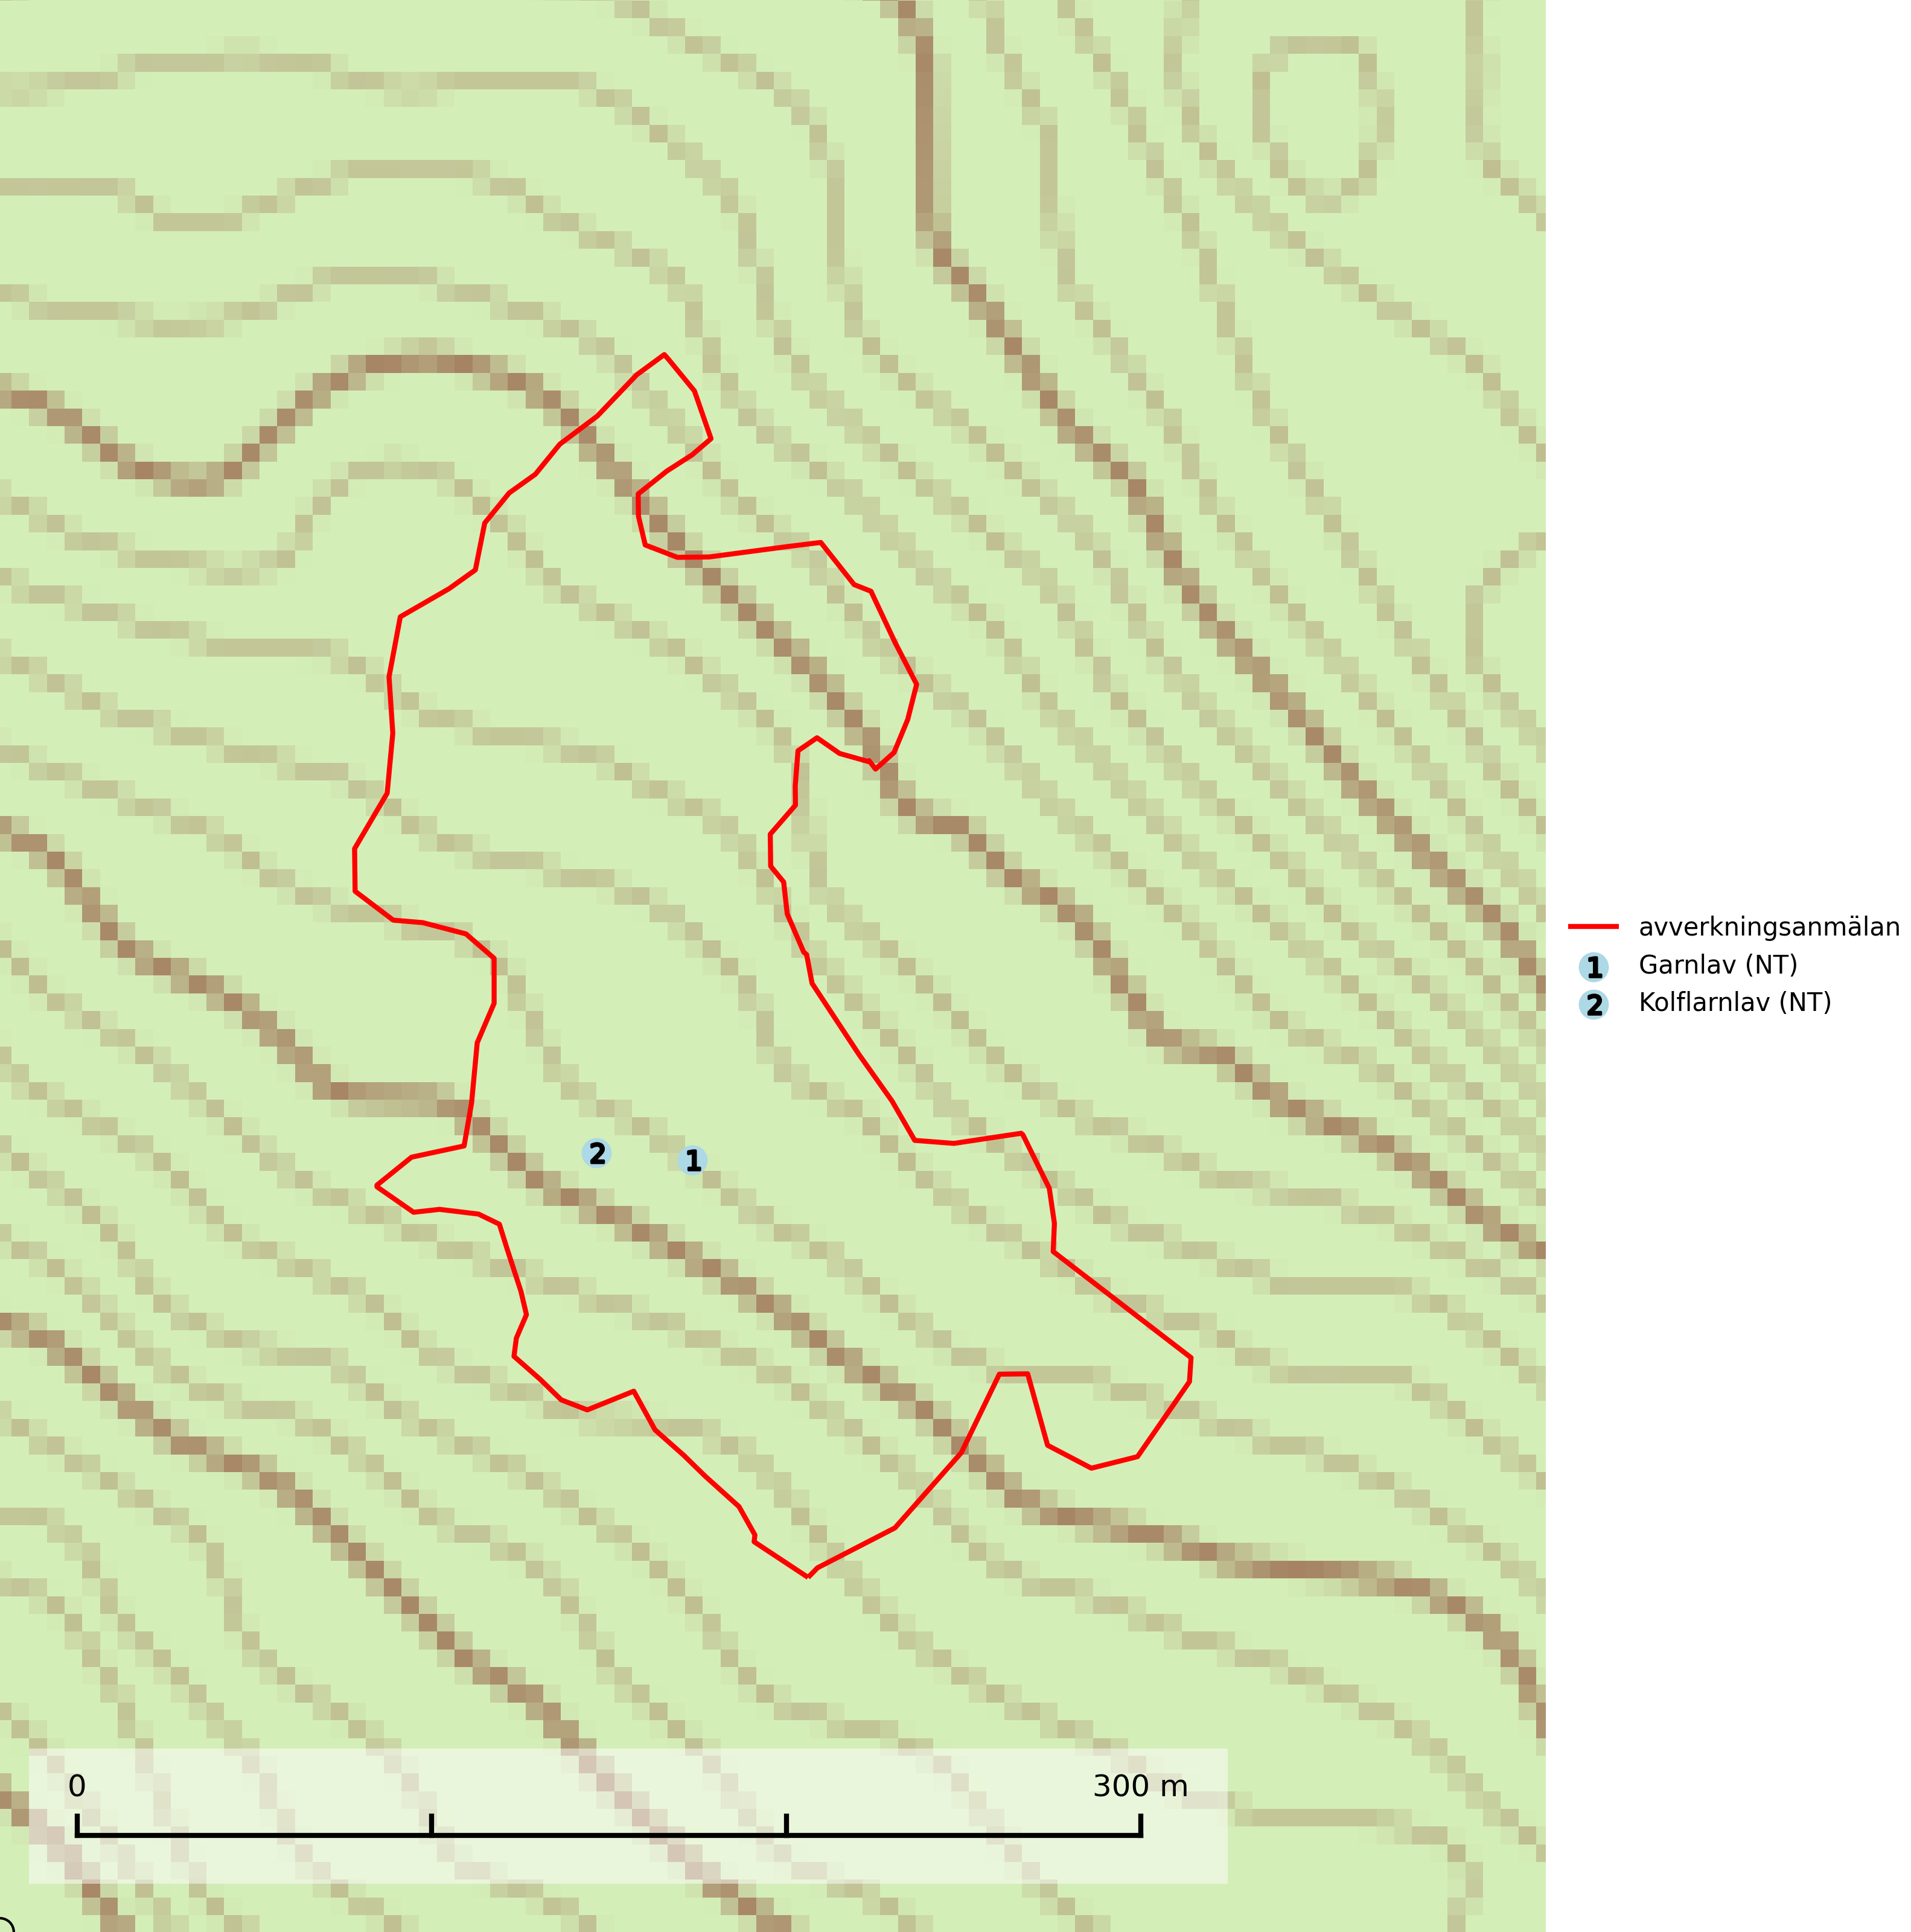 avverkningsanmälan
1 Garnlav (NT)
2 Kolflarnlav (NT)
2
1
0 300 m